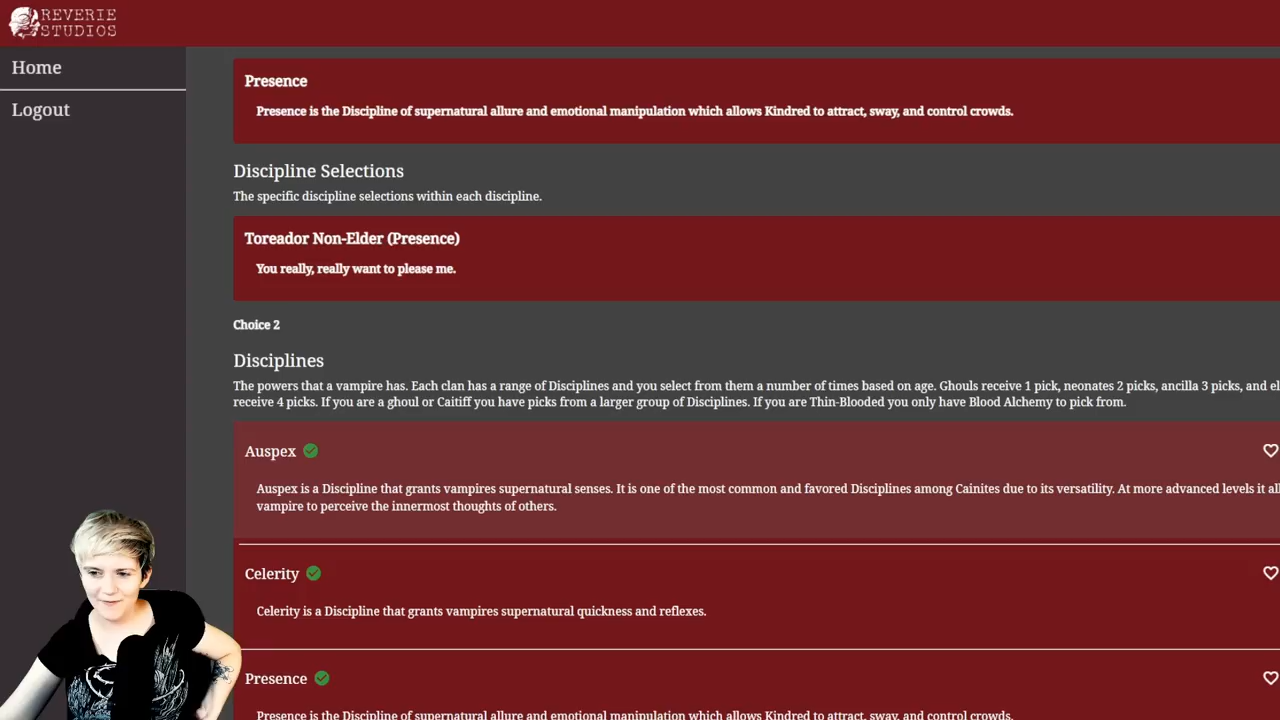 REVERIE
STUDIOS
Home
Logout
Presence
Presence is the Discipline of supernatural allure and emotional manipulation which allows Kindred to attract, sway, and control crowds.
Discipline Selections
The specific discipline selections within each discipline.
Toreador Non-Elder (Presence)
You really, really want to please me.
Choice 2
Disciplines
The powers that a vampire has. Each clan has a range of Disciplines and you select from them a number of times based on age. Ghouls receive 1 pick, neonates 2 picks, ancilla 3 picks, and el
receive 4 picks. If you are a ghoul or Caitiff you have picks from a larger group of Disciplines. If you are Thin-Blooded you only have Blood Alchemy to pick from.
Auspex
Auspex is a Discipline that grants vampires supernatural senses. It is one of the most common and favored Disciplines among Cainites due to its versatility. At more advanced levels it al
vampire to perceive the innermost thoughts of others.
Celerity
Celerity is a Discipline that grants vampires supernatural quickness and reflexes.
Presence
Presence is the Discipline of supernatural allure and emotional manipulation which allows Kindred to attract, sway, and control crowds.